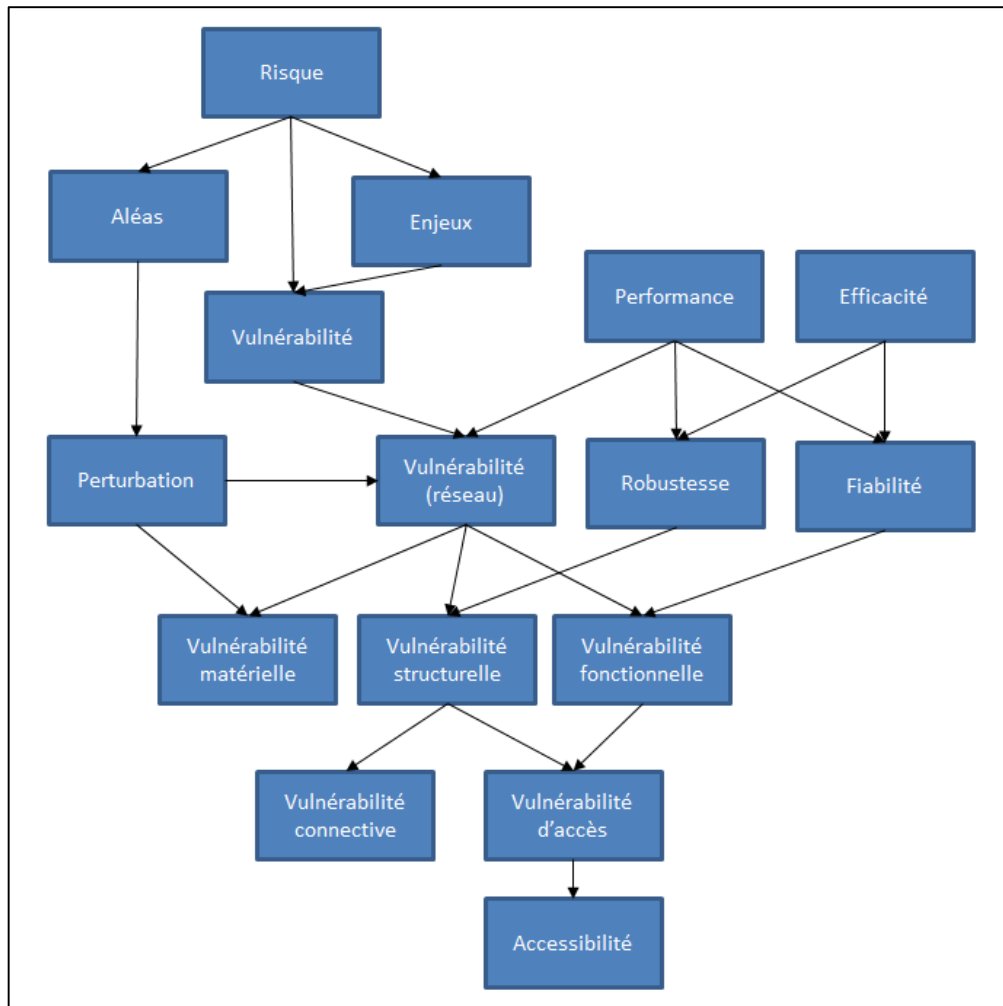 Risque
Aléas
Enjeux
Performance
Efficacité
Vulnérabilité
Perturbation
Vulnérabilité
(réseau)
Robustesse
Fiabilité
Vulnérabilité
matérielle
Vulnérabilité
structurelle
Vulnérabilité
fonctionnelle
Vulnérabilité
connective
Vulnérabilité
d’accès
Accessibilité